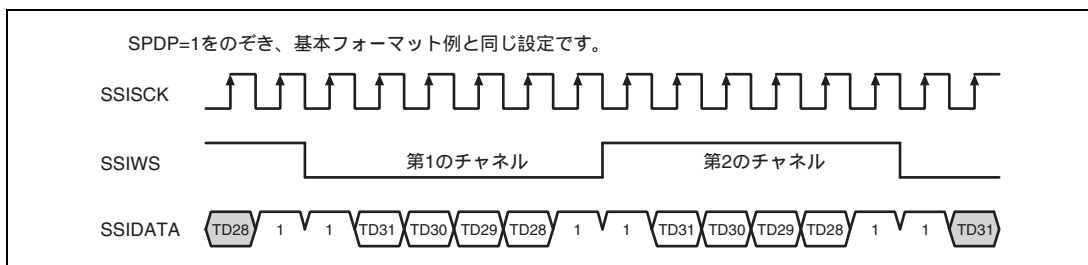 SPDP=1をのぞき、基本フォーマット例と同じ設定です。
SSISCK
SSIWS 第1のチャネル 第2のチャネル
SSIDATA TD28 1 1 TD31 TD30 TD29 TD28 1 1 TD31 TD30 TD29 TD28 1 1 TD31